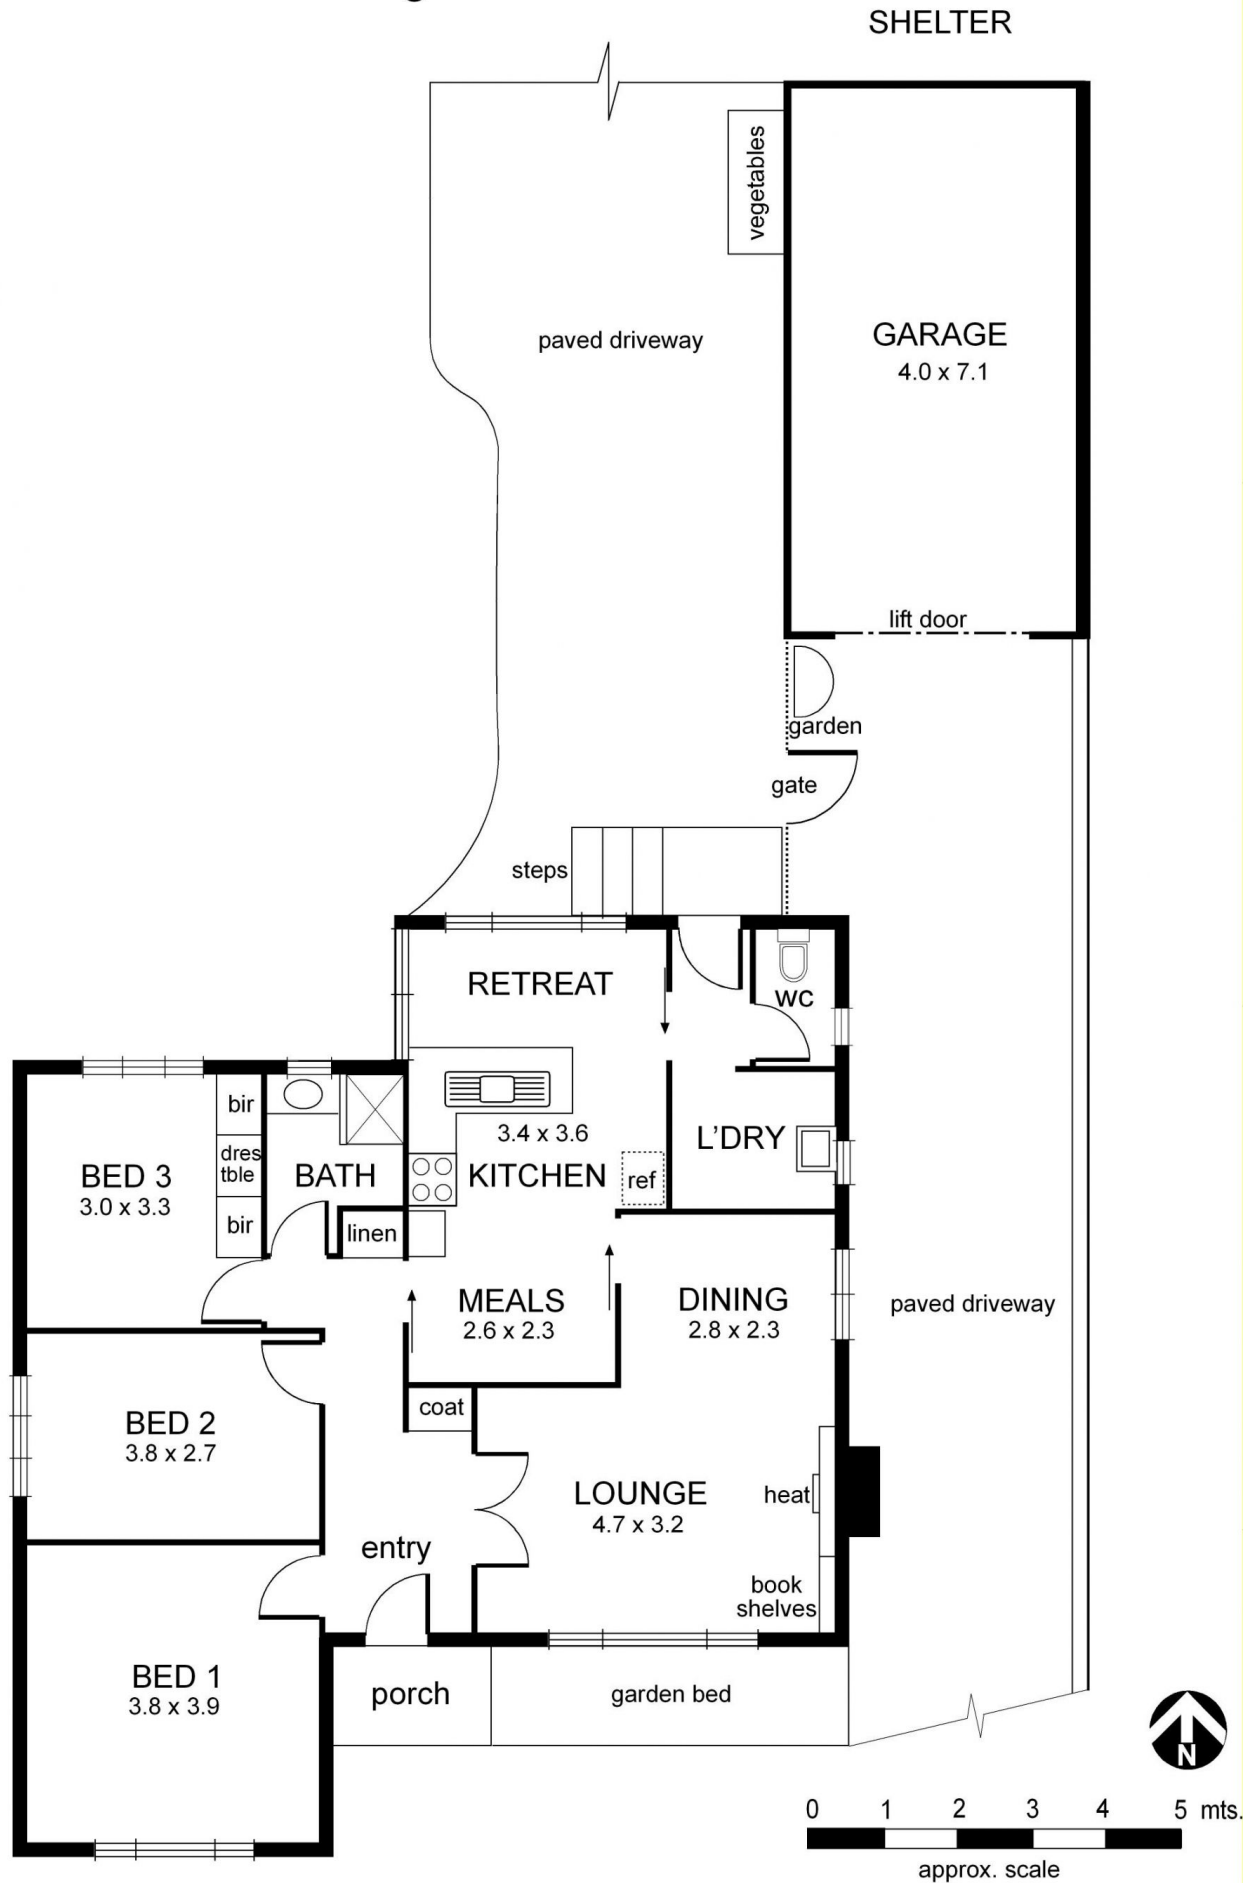 SHELTER
vegetables
GARAGE
4.0 x 7.1
paved driveway
lift door
garden
gate
steps
RETREAT
WC
bir
dres
tble
bir
BED 3
3.0 x 3.3
BATH
linen
3.4 x 3.6
KITCHEN
ref
L'DRY
MEALS
2.6 x 2.3
DINING
2.8 x 2.3
paved driveway
coat
BED 2
3.8 x 2.7
LOUNGE
4.7 x 3.2
heat
entry
book
shelves
BED 1
3.8 x 3.9
porch
garden bed
N
0 1 2 3 4 5 mts.
approx. scale